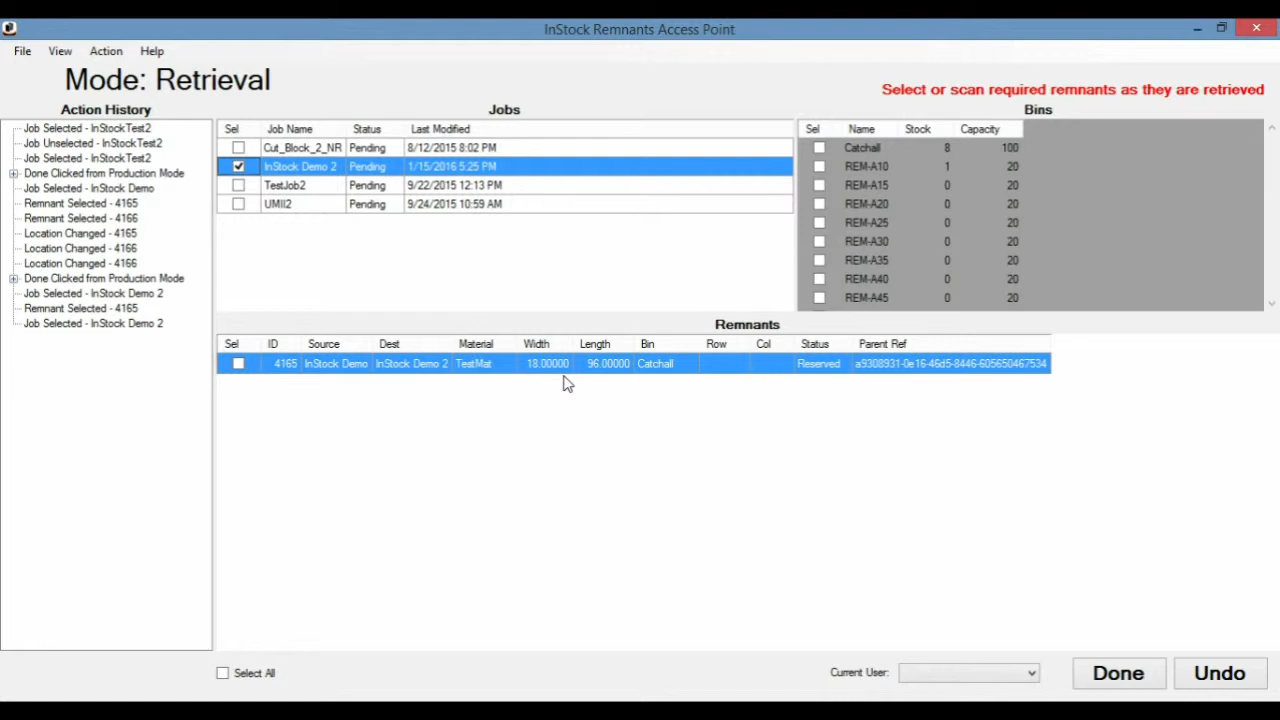 InStock Remnants Access Point
File View Action Help
Mode: Retrieval
Select or scan required remnants as they are retrieved
Action History
Job Selected - InStockTest2
Job Unselected - InStockTest2
Job Selected - InStockTest2
Done Clicked from Production Mode
Job Selected - InStock Demo
Remnant Selected - 4165
Remnant Selected - 4166
Location Changed - 4165
Location Changed - 4166
Location Changed - 4166
Done Clicked from Production Mode
Job Selected - InStock Demo 2
Remnant Selected - 4165
Job Selected - InStock Demo 2
Jobs
Sel Job Name Status Last Modified
Cut_Block_2_NR Pending 8/12/2015 8:02 PM
InStock Demo 2 Pending 1/15/2016 5:25 PM
TestJob2 Pending 9/22/2015 12:13 PM
UMII2 Pending 9/24/2015 10:59 AM
Bins
Sel Name Stock Capacity
Catchall 8 100
REM-A10 1 20
REM-A15 0 20
REM-A20 0 20
REM-A25 0 20
REM-A30 0 20
REM-A35 0 20
REM-A40 0 20
REM-A45 0 20
Remnants
Sel ID Source Dest Material Width Length Bin Row Col Status Parent Ref
4165 InStock Demo InStock Demo 2 TestMat 18.00000 96.00000 Catchall Reserved a9308931-0e16-46d5-8446-605650467534
Select All
Current User:
Done
Undo